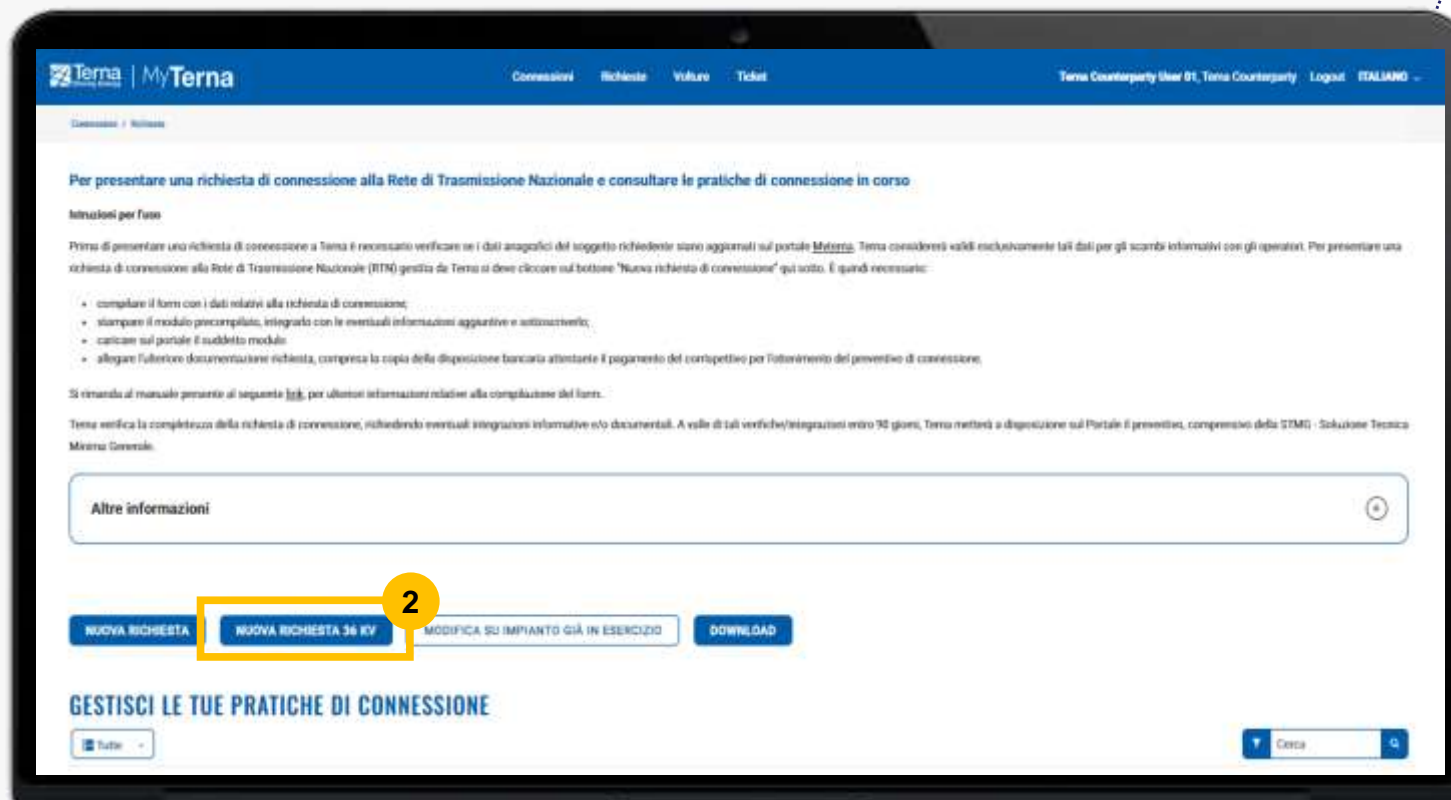 Terna | MyTerna
Connessioni Richieste Volture Ticket
Terna Counterparty User 01, Terna Counterparty Logout ITALIANO
Connessioni / Richieste
Per presentare una richiesta di connessione alla Rete di Trasmissione Nazionale e consultare le pratiche di connessione in corso
Istruzioni per l'uso
Prima di presentare una richiesta di connessione a Terna è necessario verificare se i dati anagrafici del soggetto richiedente siano aggiornati sul portale Myterna. Terna considererà validi esclusivamente tali dati per gli scambi informativi con gli operatori. Per presentare una
richiesta di connessione alla Rete di Trasmissione Nazionale (RTN) gestita da Terna si deve cliccare sul bottone "Nuova richiesta di connessione" qui sotto. È quindi necessario:
• compilare il form con i dati relativi alla richiesta di connessione;
• stampare il modulo precompilato, integrarlo con le eventuali informazioni aggiuntive e sottoscriverlo;
• caricare sul portale il suddetto modulo
• allegare l'ulteriore documentazione richiesta, compresa la copia della disposizione bancaria attestante il pagamento del corrispettivo per l'ottenimento del preventivo di connessione.
Si rimanda al manuale presente al seguente link, per ulteriori informazioni relative alla compilazione del form.
Terna verifica la completezza della richiesta di connessione, richiedendo eventuali integrazioni informative e/o documentali. A valle di tali verifiche/integrazioni entro 90 giorni, Terna metterà a disposizione sul Portale il preventivo, comprensivo della STMG - Soluzione Tecnica
Minima Generale.
Altre informazioni
2
NUOVA RICHIESTA NUOVA RICHIESTA 36 KV MODIFICA SU IMPIANTO GIÀ IN ESERCIZIO DOWNLOAD
GESTISCI LE TUE PRATICHE DI CONNESSIONE
Tutte Cerca